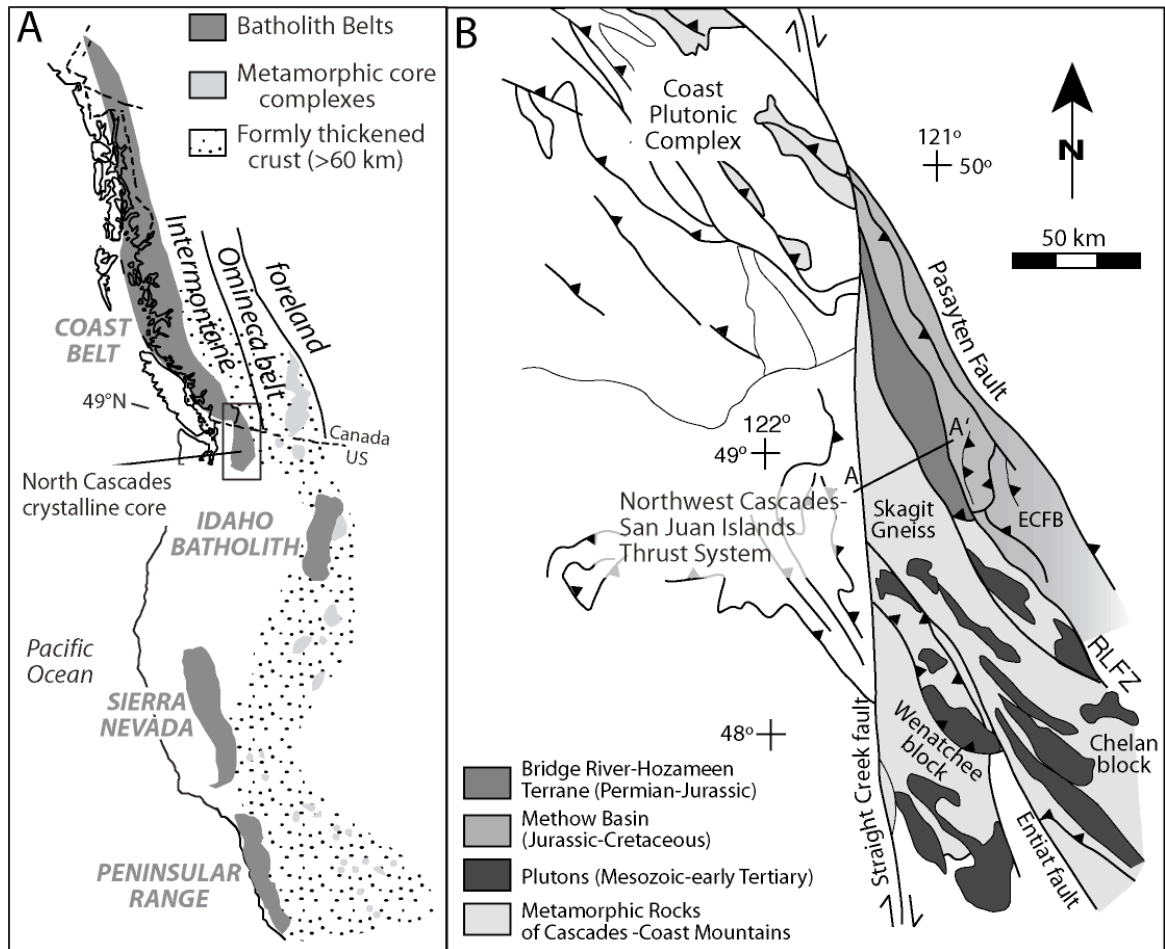 A
Batholith Belts
Metamorphic core
complexes
Formly thickened
crust (>60 km)
Intermontane
Omineca belt
foreland
COAST
BELT
49°N
Canada
US
North Cascades
crystalline core
IDAHO
BATHOLITH
Pacific
Ocean
SIERRA
NEVADA
PENINSULAR
RANGE
B
Coast
Plutonic
Complex
121°
50°
N
50 km
Pasayten Fault
122°
49°
A
A'
Northwest Cascades-
San Juan Islands
Thrust System
Skagit
Gneiss
ECFB
RLFZ
48°
Straight Creek fault
Wenatchee
block
Chelan
block
Entiat fault
Bridge River-Hozameen
Terrane (Permian-Jurassic)
Methow Basin
(Jurassic-Cretaceous)
Plutons (Mesozoic-early Tertiary)
Metamorphic Rocks
of Cascades -Coast Mountains